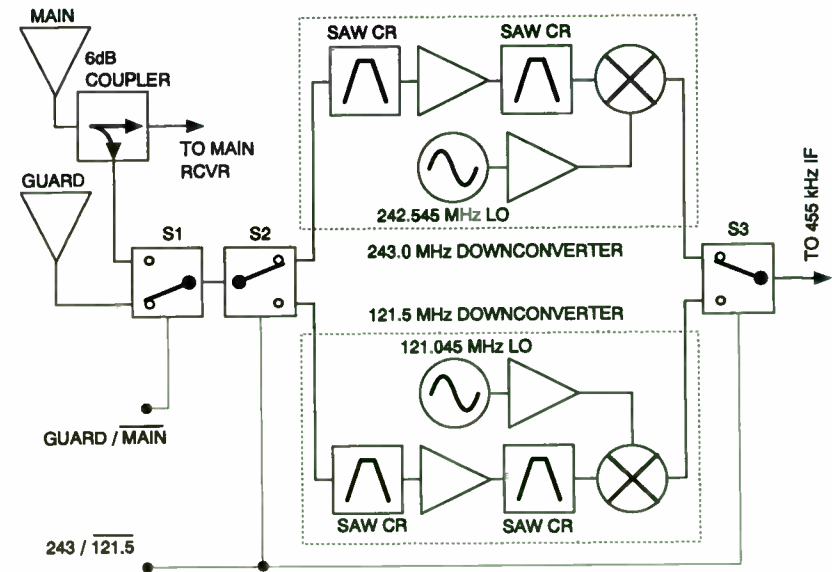 MAIN
6dB
COUPLER
TO MAIN
RCVR
GUARD
S1
S2
SAW CR
SAW CR
242.545 MHz LO
243.0 MHz DOWNCONVERTER
121.5 MHz DOWNCONVERTER
121.045 MHz LO
SAW CR
SAW CR
S3
TO 455 kHz IF
GUARD / MAIN
243 / 121.5